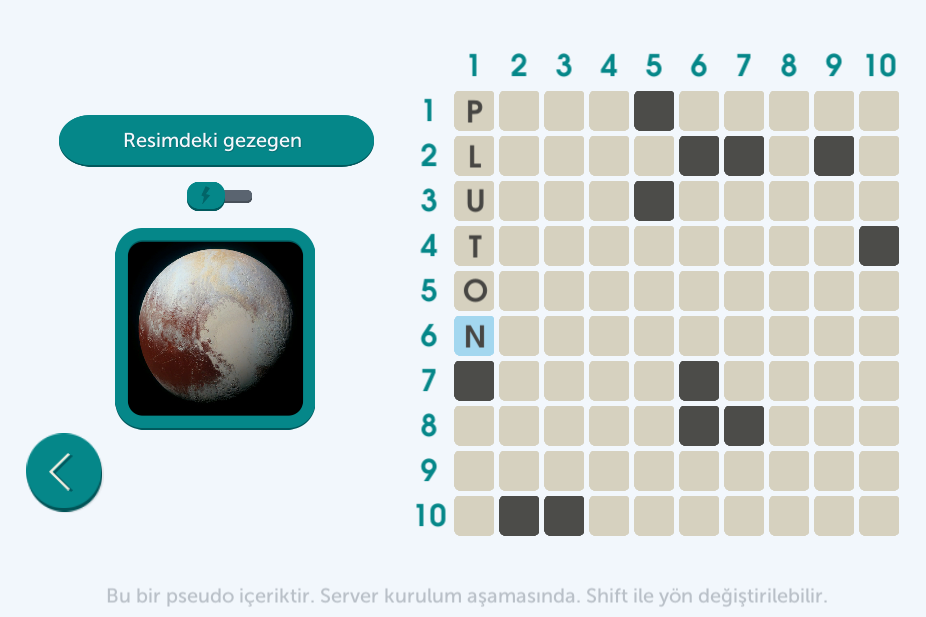 1 2 3 4 5 6 7 8 9 10
Resimdeki gezegen
1 P
2 L
3 U
4 T
5 O
6 N
7
8
9
10
Bu bir pseudo içeriktir. Server kurulum aşamasında. Shift ile yön değiştirilebilir.